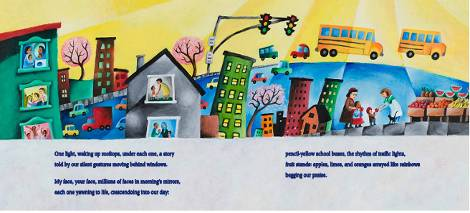 One light, waking up rooftops, under each one, a story
told by our silent gestures moving behind windows.
My face, your face, millions of faces in morning's mirrors,
each one yawning to life, crescendoing into our day:
pencil-yellow school buses, the rhythm of traffic lights,
fruit stands: apples, limes, and oranges arrayed like rainbows
begging our praise.